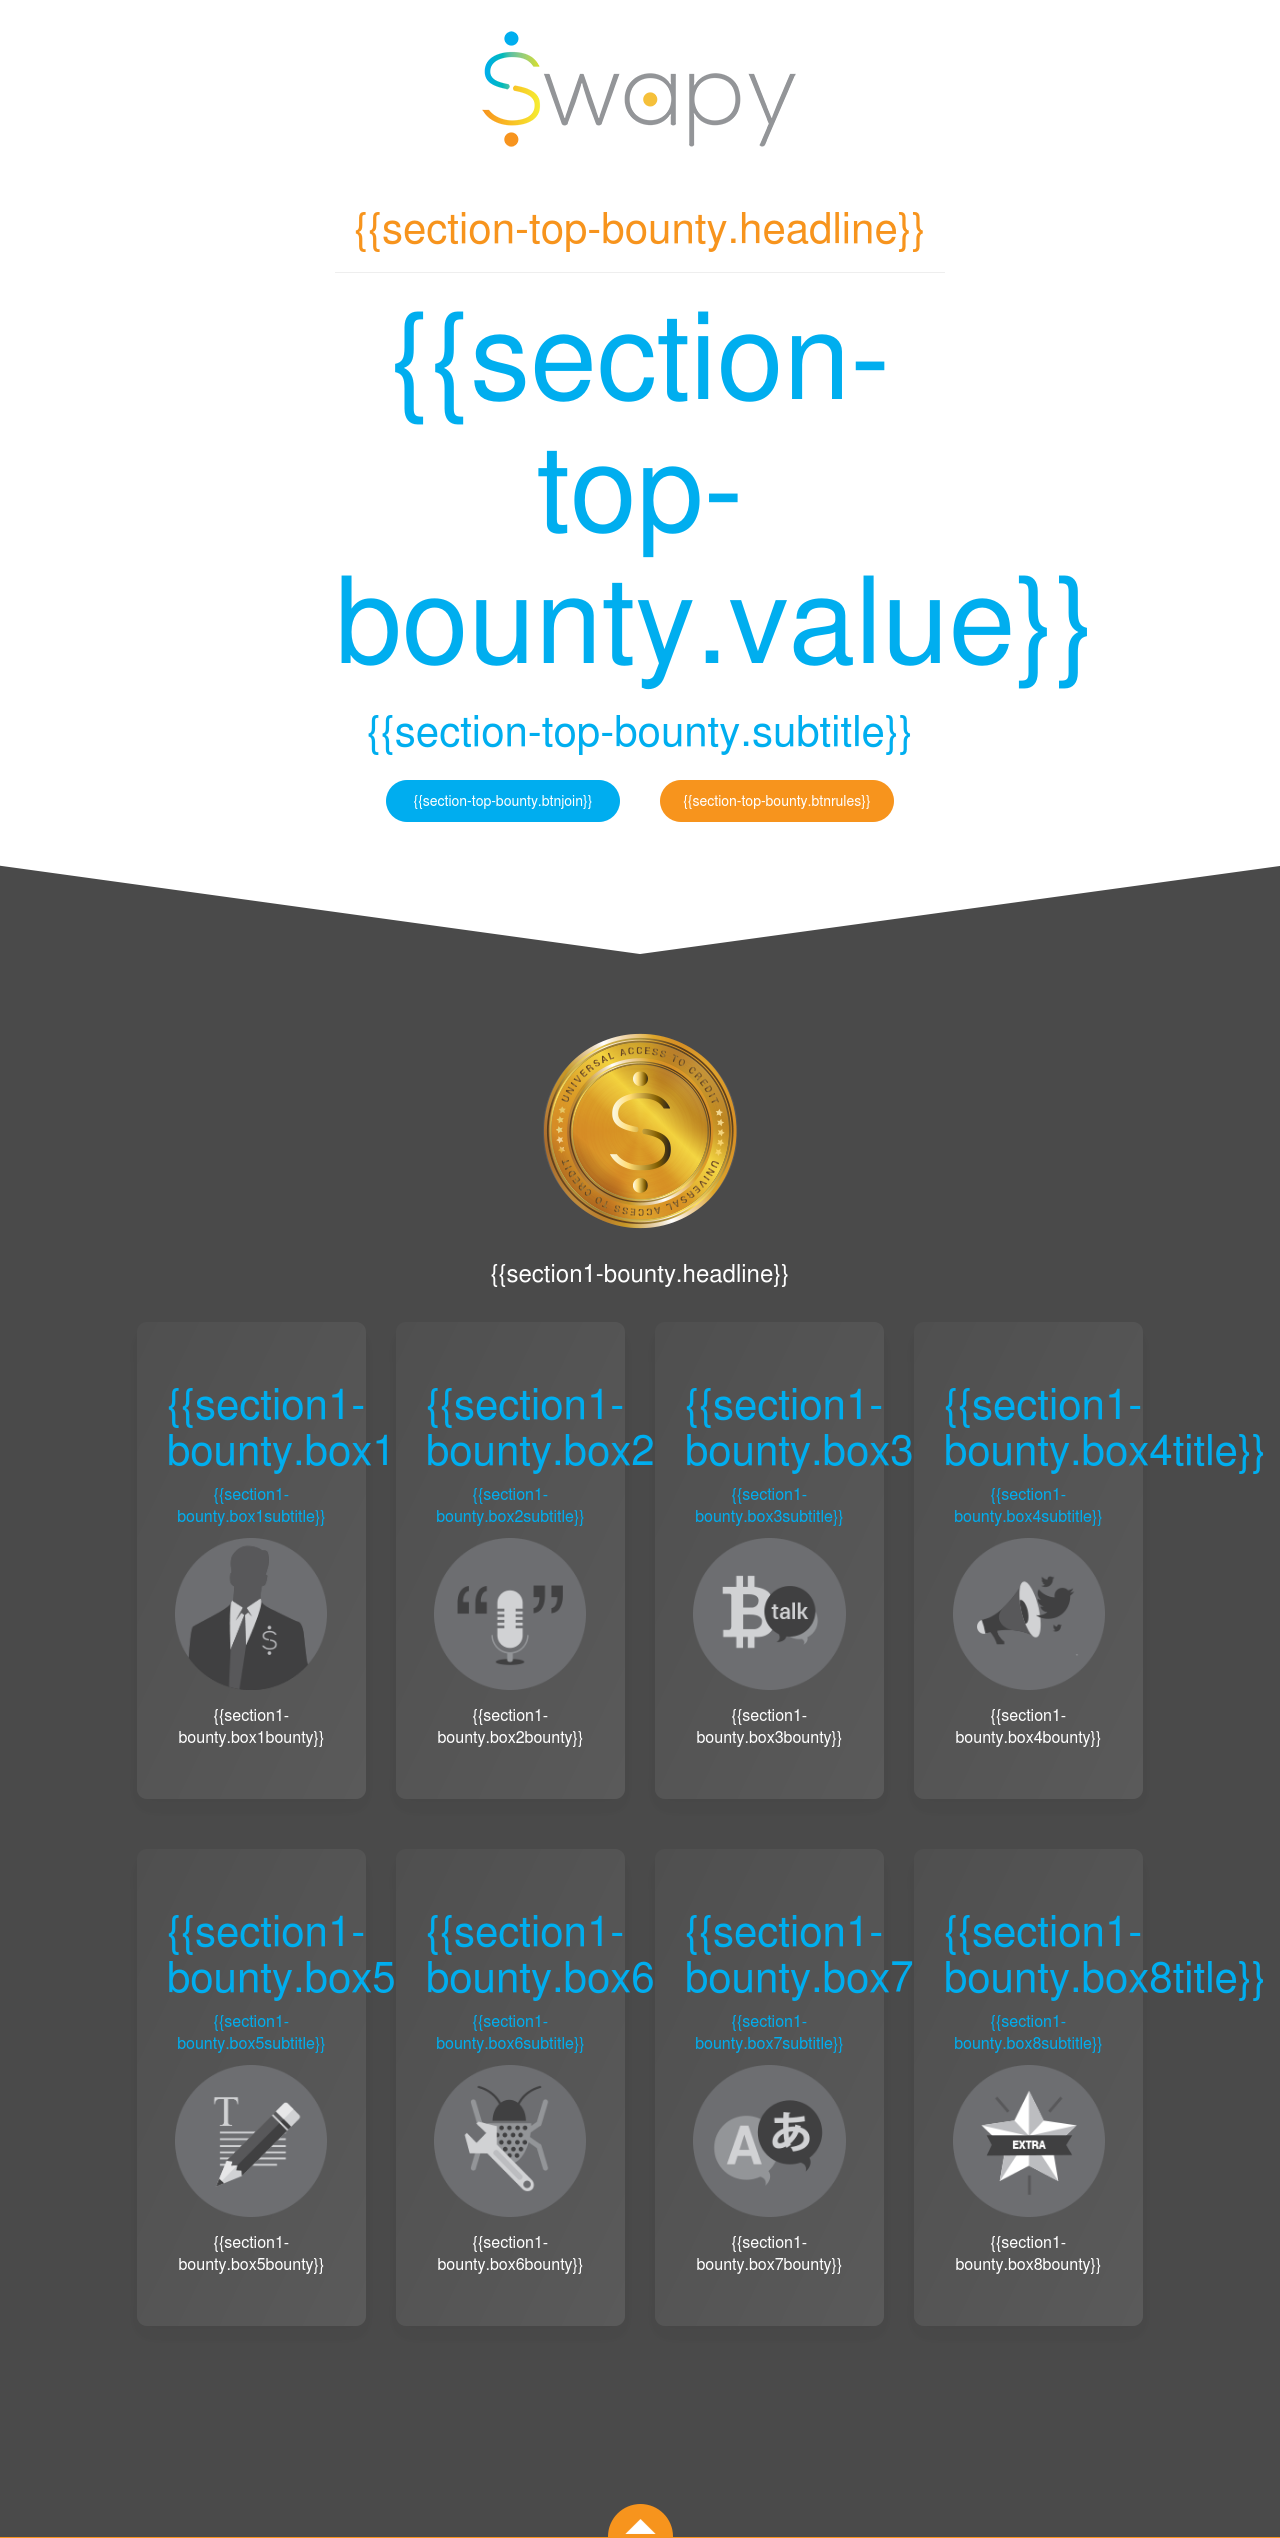 Swapy
{{section-top-bounty.headline}}
{{section-
top-
bounty.value}}
{{section-top-bounty.subtitle}}
{{section-top-bounty.btnjoin}}
{{section-top-bounty.btnrules}}
UNIVERSAL ACCESS TO CREDIT
UNIVERSAL ACCESS TO CREDIT
{{section1-bounty.headline}}
{{section1-
bounty.box1
{{section1-
bounty.box1subtitle}}
{{section1-
bounty.box1bounty}}
{{section1-
bounty.box2
{{section1-
bounty.box2subtitle}}
{{section1-
bounty.box2bounty}}
{{section1-
bounty.box3
{{section1-
bounty.box3subtitle}}
talk
{{section1-
bounty.box3bounty}}
{{section1-
bounty.box4title}}
{{section1-
bounty.box4subtitle}}
{{section1-
bounty.box4bounty}}
{{section1-
bounty.box5
{{section1-
bounty.box5subtitle}}
T
{{section1-
bounty.box5bounty}}
{{section1-
bounty.box6
{{section1-
bounty.box6subtitle}}
{{section1-
bounty.box6bounty}}
{{section1-
bounty.box7
{{section1-
bounty.box7subtitle}}
A あ
{{section1-
bounty.box7bounty}}
{{section1-
bounty.box8title}}
{{section1-
bounty.box8subtitle}}
EXTRA
{{section1-
bounty.box8bounty}}